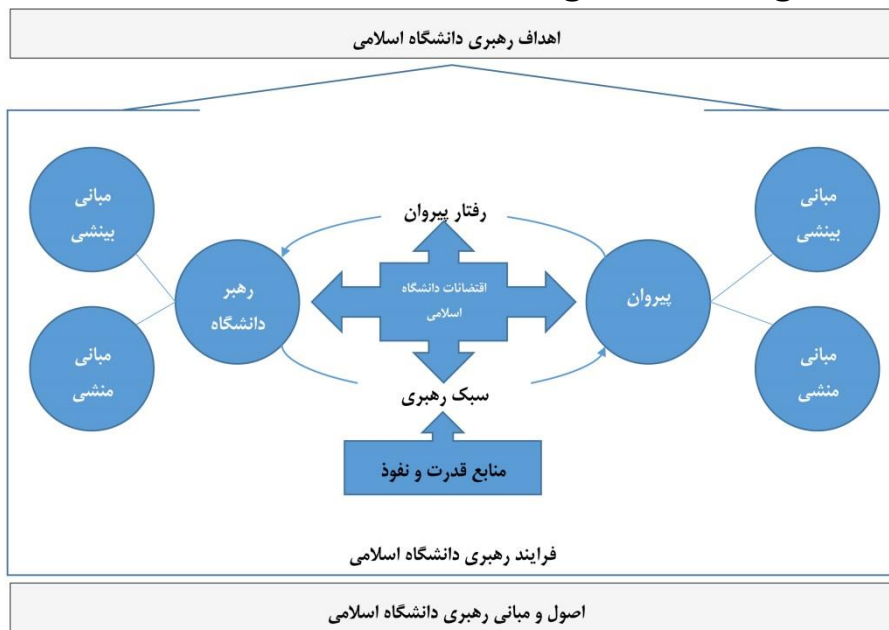 اهداف رهبری دانشگاه اسلامی
مبانی
بینشی
مبانی
بینشی
رفتار پیروان
رهبر
دانشگاه
اقتضائات دانشگاه
اسلامی
پیروان
مبانی
منشی
مبانی
منشی
سبک رهبری
منابع قدرت و نفوذ
فرایند رهبری دانشگاه اسلامی
اصول و مبانی رهبری دانشگاه اسلامی